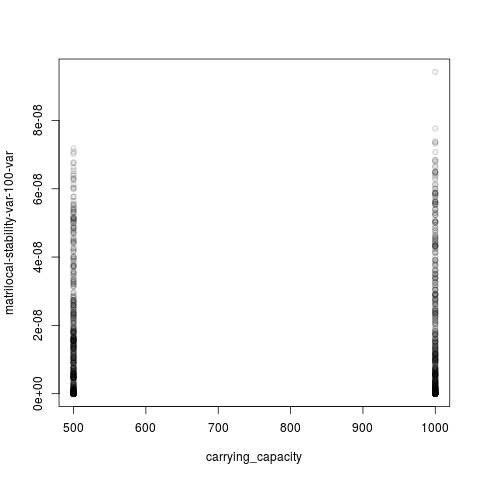 matrilocal-stability-var-100-var
8e-08
6e-08
4e-08
2e-08
0e+00
500
600
700
800
900
1000
carrying_capacity